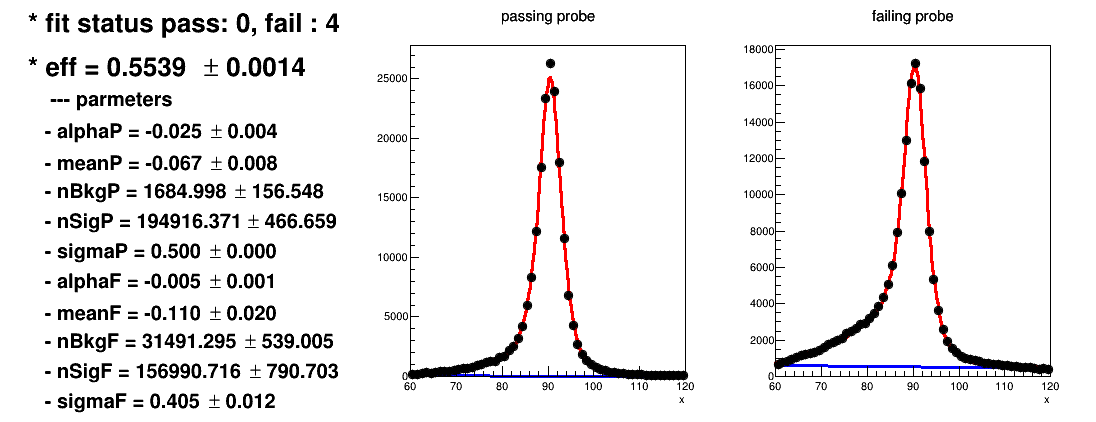 * fit status pass: 0, fail : 4
* eff = 0.5539 ± 0.0014
--- parmeters
- alphaP = -0.025 ± 0.004
- meanP = -0.067 ± 0.008
- nBkgP = 1684.998 ± 156.548
- nSigP = 194916.371 ± 466.659
- sigmaP = 0.500 ± 0.000
- alphaF = -0.005 ± 0.001
- meanF = -0.110 ± 0.020
- nBkgF = 31491.295 ± 539.005
- nSigF = 156990.716 ± 790.703
- sigmaF = 0.405 ± 0.012
passing probe
25000
20000
15000
10000
5000
0
60 70 80 90 100 110 120
x
failing probe
18000
16000
14000
12000
10000
8000
6000
4000
2000
0
60 70 80 90 100 110 120
x